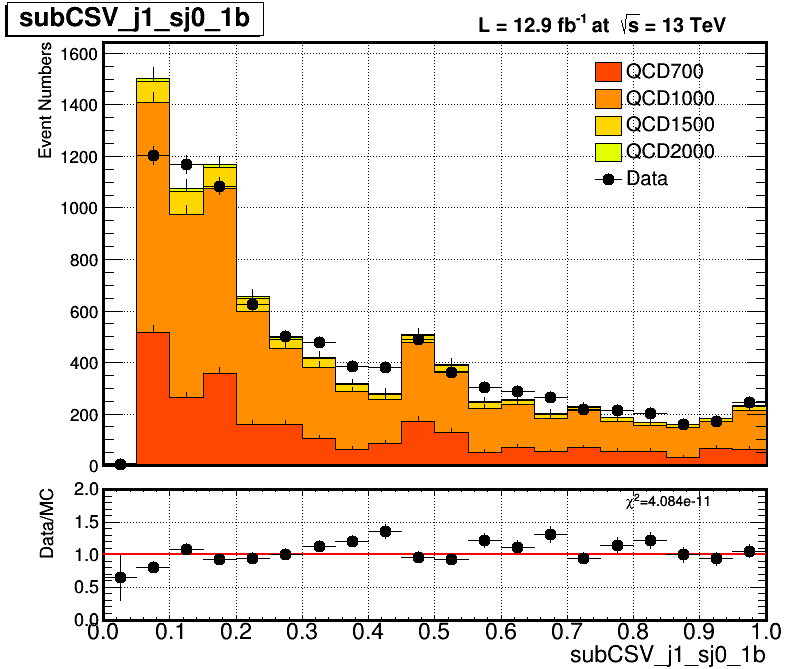 subCSV_j1_sj0_1b
L = 12.9 fb⁻¹ at √s = 13 TeV
Event Numbers
1600
1400
1200
1000
800
600
400
200
0
QCD700
QCD1000
QCD1500
QCD2000
Data
Data/MC
2.0
1.5
1.0
0.5
0.0
χ²=4.084e-11
0.0 0.1 0.2 0.3 0.4 0.5 0.6 0.7 0.8 0.9 1.0
subCSV_j1_sj0_1b